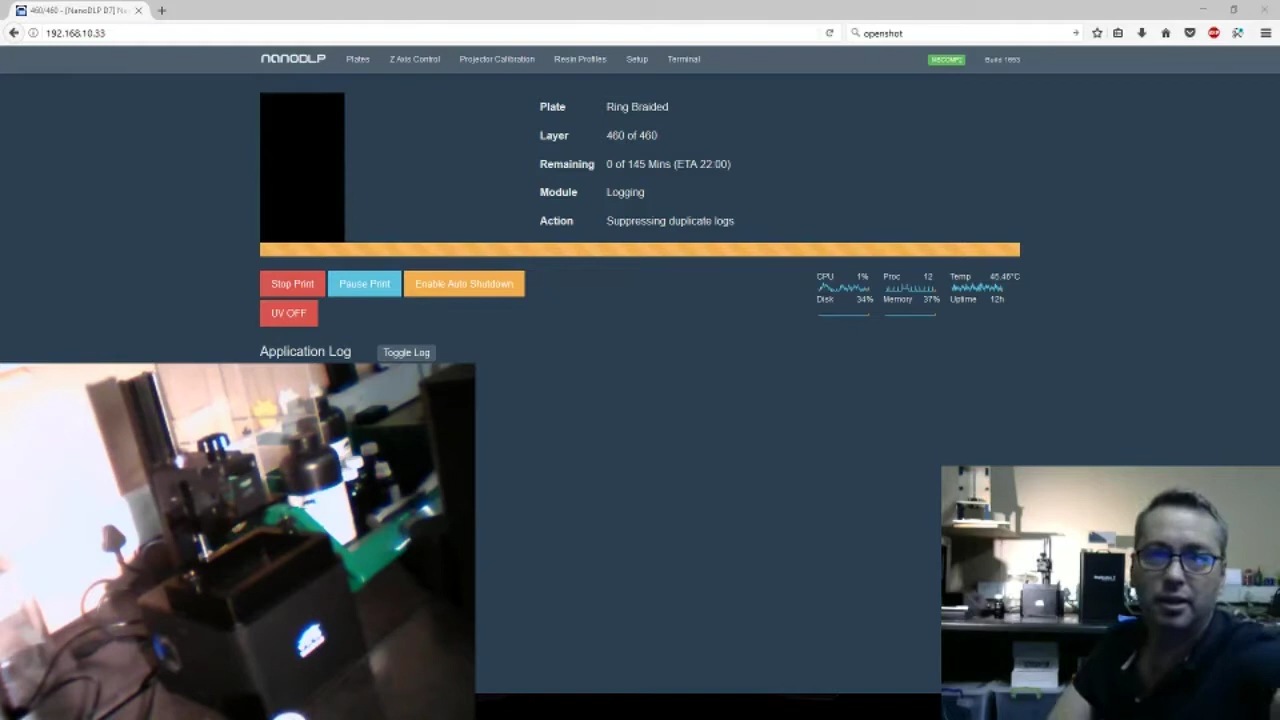 460/460 - [NanoDLP D7] Na
192.168.10.33
openshot
nanoDLP Plates Z Axis Control Projector Calibration Resin Profiles Setup Terminal Build 1663
Plate Ring Braided
Layer 460 of 460
Remaining 0 of 145 Mins (ETA 22:00)
Module Logging
Action Suppressing duplicate logs
Stop Print Pause Print Enable Auto Shutdown
UV OFF
CPU 1% Proc 12 Temp 45.46°C
Disk 34% Memory 37% Uptime 12h
Application Log Toggle Log